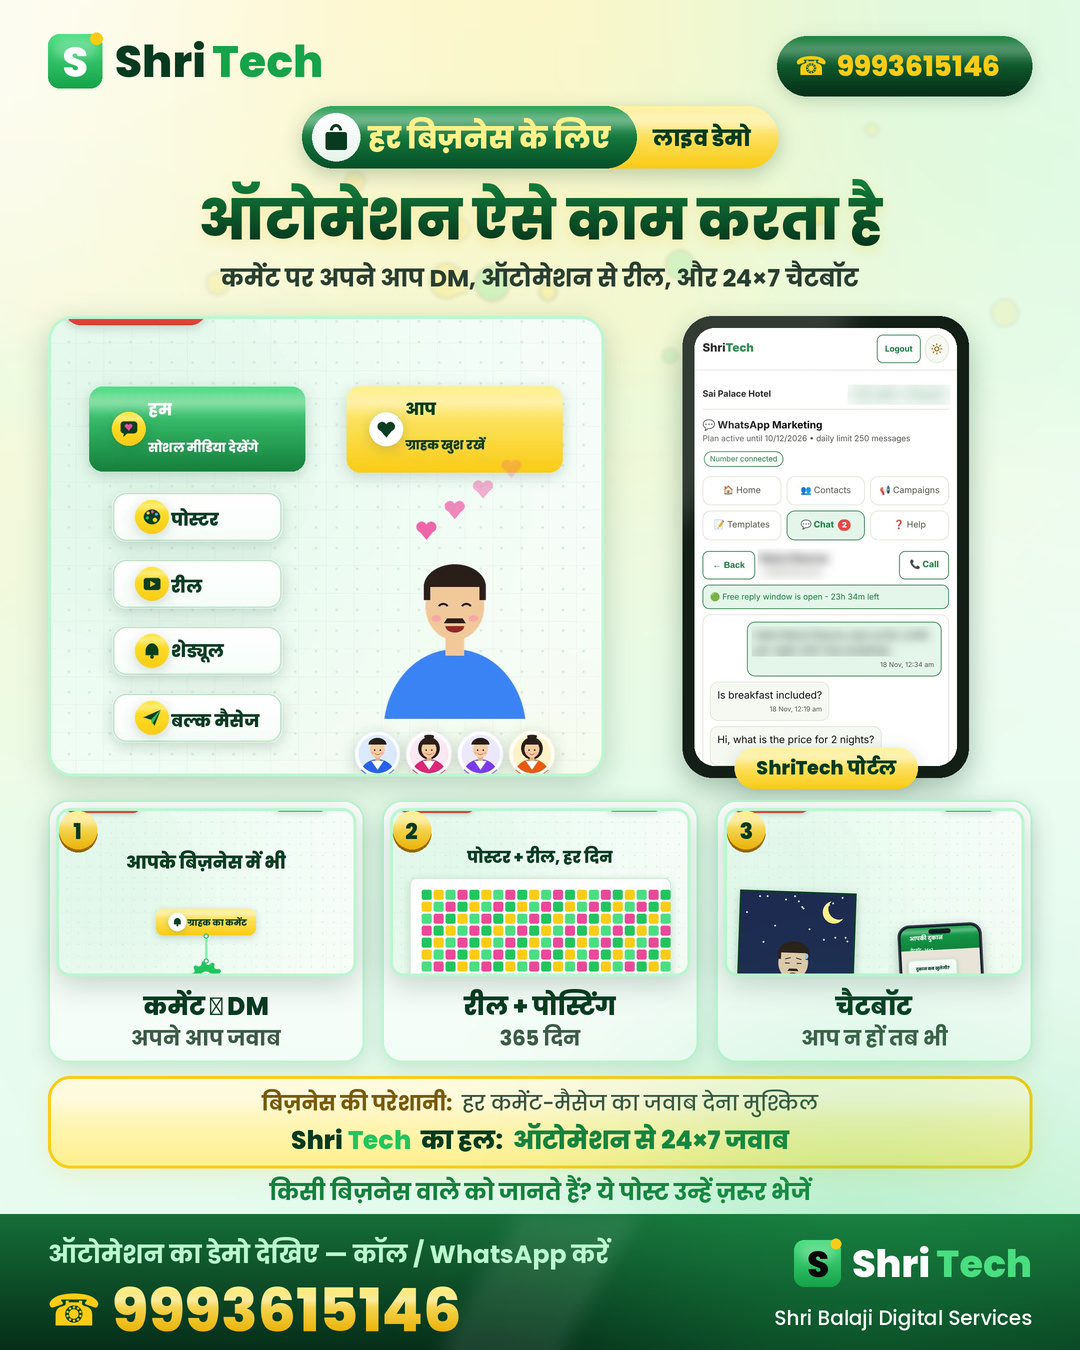 S Shri Tech
☎ 9993615146
हर बिज़नेस के लिए
लाइव डेमो
ऑटोमेशन ऐसे काम करता है
कमेंट पर अपने आप DM, ऑटोमेशन से रील, और 24×7 चैटबॉट
हम
सोशल मीडिया देखेंगे
आप
ग्राहक खुश रखें
पोस्टर
रील
शेड्यूल
बल्क मैसेज
ShriTech
Logout
Sai Palace Hotel
💬 WhatsApp Marketing
Plan active until 10/12/2026 • daily limit 250 messages
Number connected
🏠 Home
👥 Contacts
📢 Campaigns
📝 Templates
💬 Chat 2
❓ Help
← Back
📞 Call
🟢 Free reply window is open - 23h 34m left
18 Nov, 12:34 am
Is breakfast included?
18 Nov, 12:19 am
Hi, what is the price for 2 nights?
ShriTech पोर्टल
1
आपके बिज़नेस में भी
ग्राहक का कमेंट
कमेंट DM
अपने आप जवाब
2
पोस्टर + रील, हर दिन
रील + पोस्टिंग
365 दिन
3
आपकी दुकान
दुकान कब खुलेगी?
चैटबॉट
आप न हों तब भी
बिज़नेस की परेशानी: हर कमेंट-मैसेज का जवाब देना मुश्किल
Shri Tech का हल: ऑटोमेशन से 24×7 जवाब
किसी बिज़नेस वाले को जानते हैं? ये पोस्ट उन्हें ज़रूर भेजें
ऑटोमेशन का डेमो देखिए — कॉल / WhatsApp करें
☎ 9993615146
S Shri Tech
Shri Balaji Digital Services